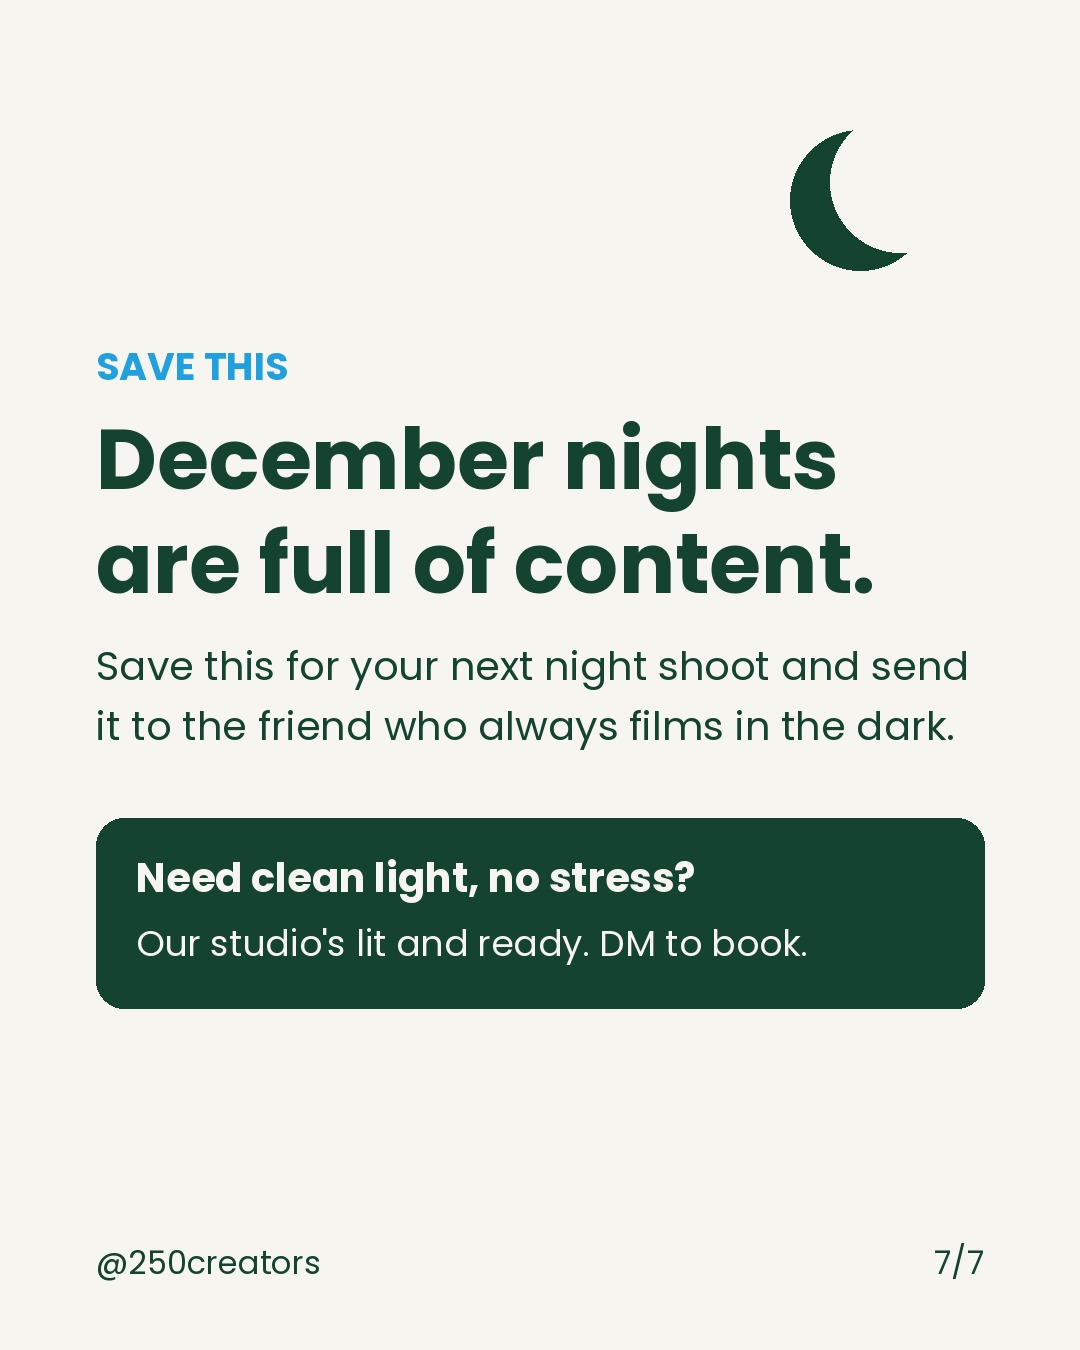 SAVE THIS
December nights
are full of content.
Save this for your next night shoot and send
it to the friend who always films in the dark.
Need clean light, no stress?
Our studio's lit and ready. DM to book.
@250creators
7/7